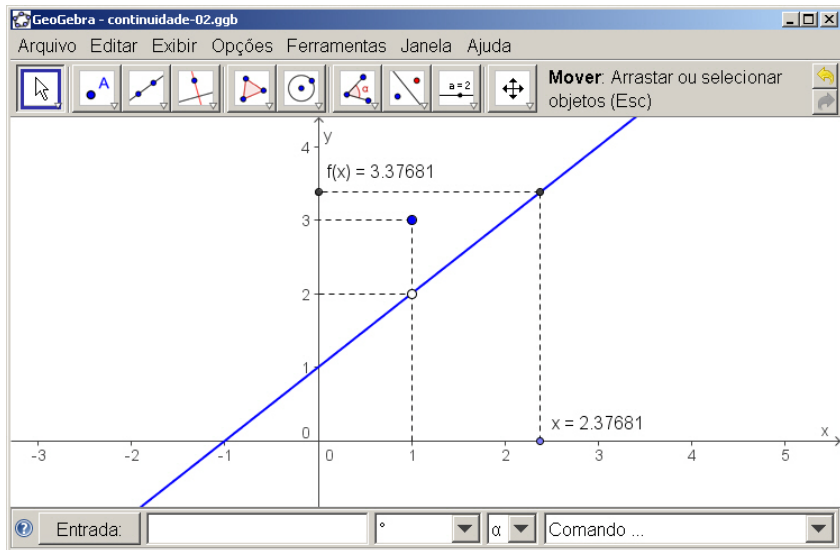 GeoGebra - continuidade-02.ggb
Arquivo Editar Exibir Opções Ferramentas Janela Ajuda
A
α
a=2
Mover: Arrastar ou selecionar
objetos (Esc)
y
4
f(x) = 3.37681
3
2
1
x = 2.37681
0
x
-3 -2 -1 0 1 2 3 4 5
Entrada: ° α Comando ...